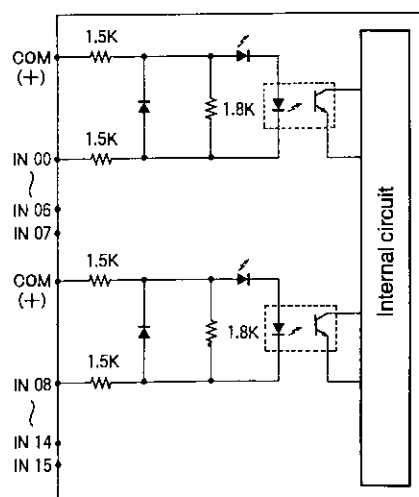 COM
(+)
1.5K
1.8K
1.5K
IN 00
IN 06
IN 07
COM
(+)
1.5K
1.8K
1.5K
IN 08
IN 14
IN 15
Internal circuit